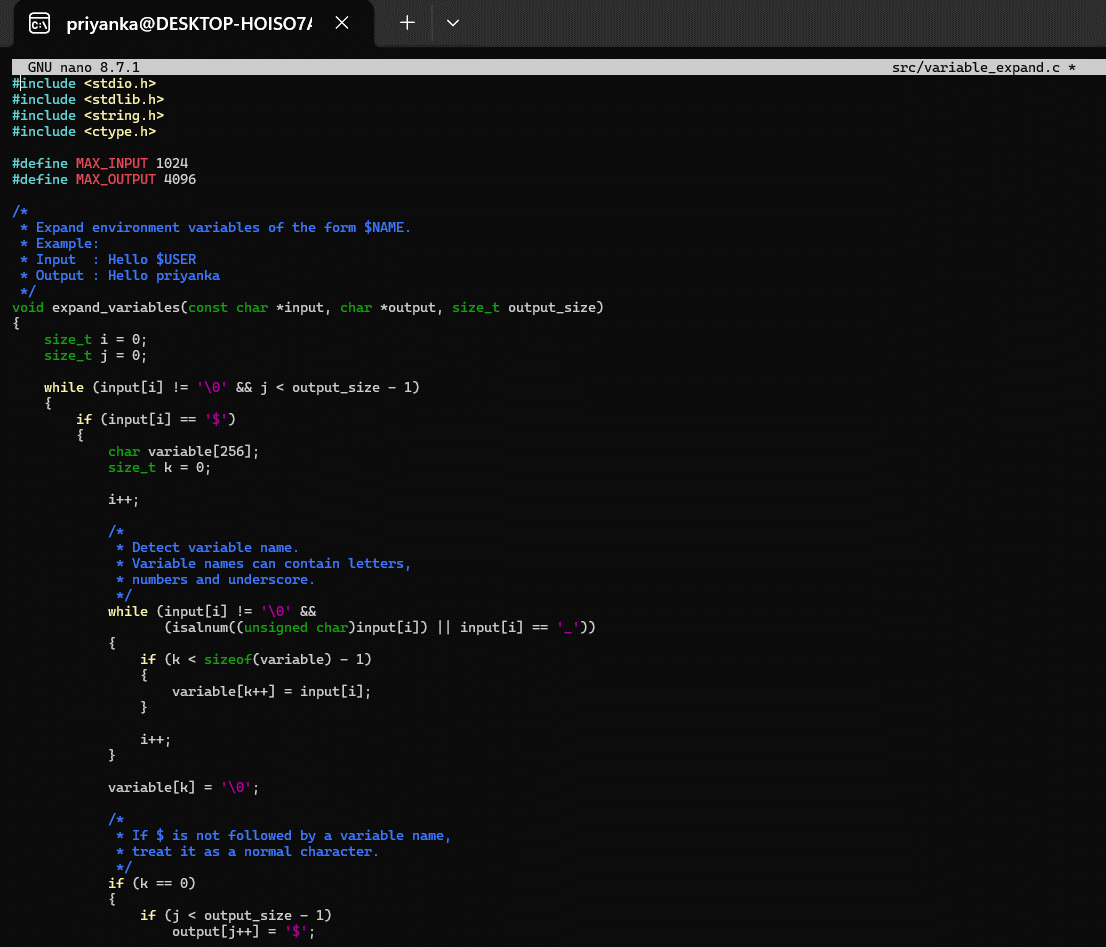 priyanka@DESKTOP-HOISO7A
GNU nano 8.7.1 src/variable_expand.c *
#include <stdio.h>
#include <stdlib.h>
#include <string.h>
#include <ctype.h>

#define MAX_INPUT 1024
#define MAX_OUTPUT 4096

/*
 * Expand environment variables of the form $NAME.
 * Example:
 * Input  : Hello $USER
 * Output : Hello priyanka
 */
void expand_variables(const char *input, char *output, size_t output_size)
{
    size_t i = 0;
    size_t j = 0;

    while (input[i] != '\0' && j < output_size - 1)
    {
        if (input[i] == '$')
        {
            char variable[256];
            size_t k = 0;

            i++;

            /*
             * Detect variable name.
             * Variable names can contain letters,
             * numbers and underscore.
             */
            while (input[i] != '\0' &&
                   (isalnum((unsigned char)input[i]) || input[i] == '_'))
            {
                if (k < sizeof(variable) - 1)
                {
                    variable[k++] = input[i];
                }

                i++;
            }

            variable[k] = '\0';

            /*
             * If $ is not followed by a variable name,
             * treat it as a normal character.
             */
            if (k == 0)
            {
                if (j < output_size - 1)
                    output[j++] = '$';